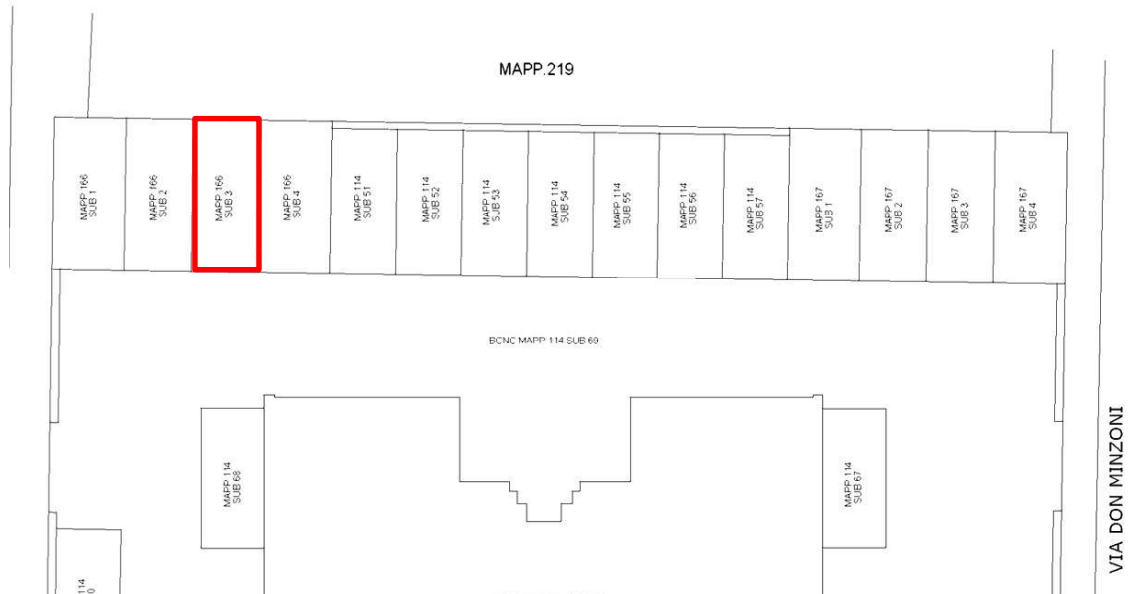 MAPP.219
MAPP 166
SUB 1
MAPP 166
SUB 2
MAPP 166
SUB 3
MAPP 166
SUB 4
MAPP 114
SUB 51
MAPP 114
SUB 52
MAPP 114
SUB 53
MAPP 114
SUB 54
MAPP 114
SUB 55
MAPP 114
SUB 56
MAPP 114
SUB 57
MAPP 167
SUB 1
MAPP 167
SUB 2
MAPP 167
SUB 3
MAPP 167
SUB 4
BCNC MAPP 114 SUB 69
MAPP 114
SUB 68
MAPP 114
SUB 67
VIA DON MINZONI
114